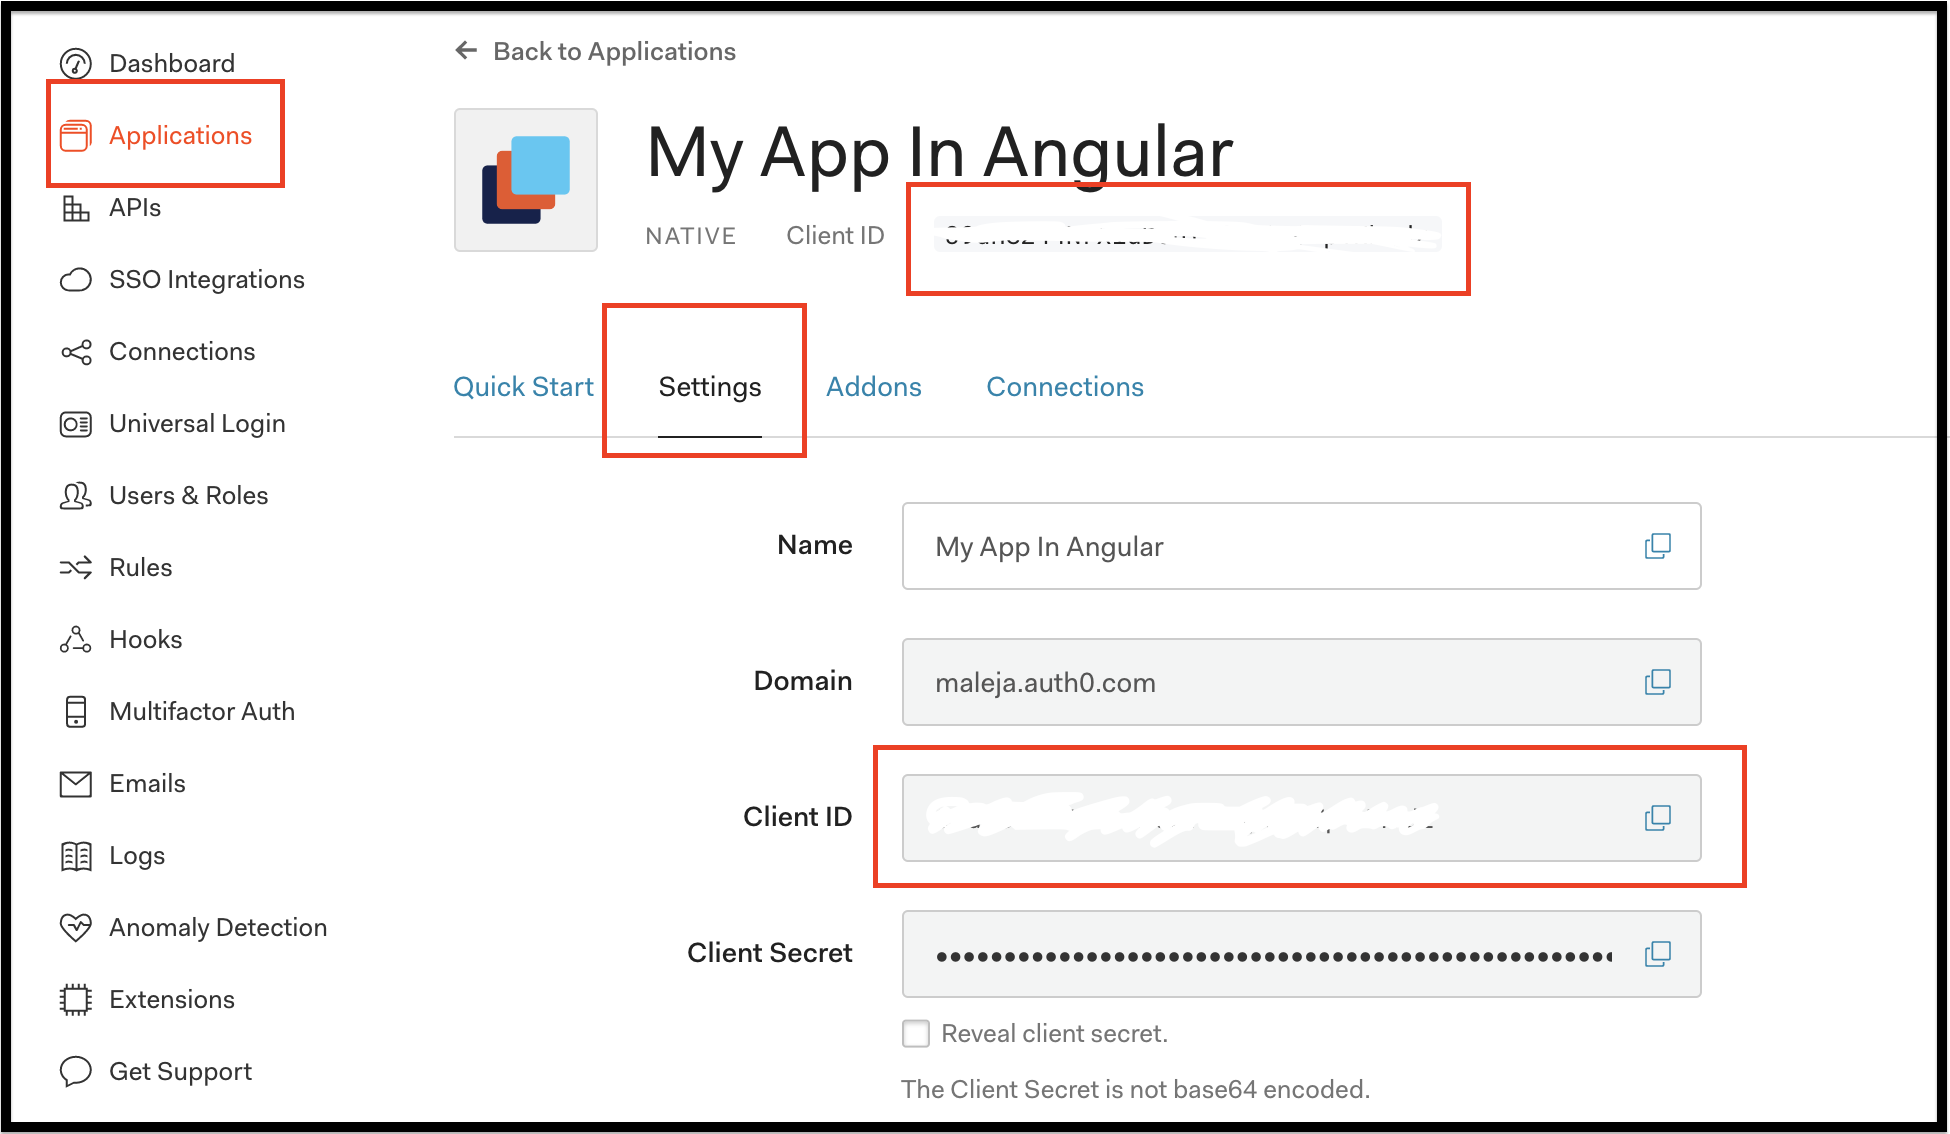 Dashboard
Applications
APIs
SSO Integrations
Connections
Universal Login
Users & Roles
Rules
Hooks
Multifactor Auth
Emails
Logs
Anomaly Detection
Extensions
Get Support
Back to Applications
My App In Angular
NATIVE Client ID
Quick Start Settings Addons Connections
Name My App In Angular
Domain maleja.auth0.com
Client ID
Client Secret ••••••••••••••••••••••••••••••••••••••••••••••••••
Reveal client secret.
The Client Secret is not base64 encoded.